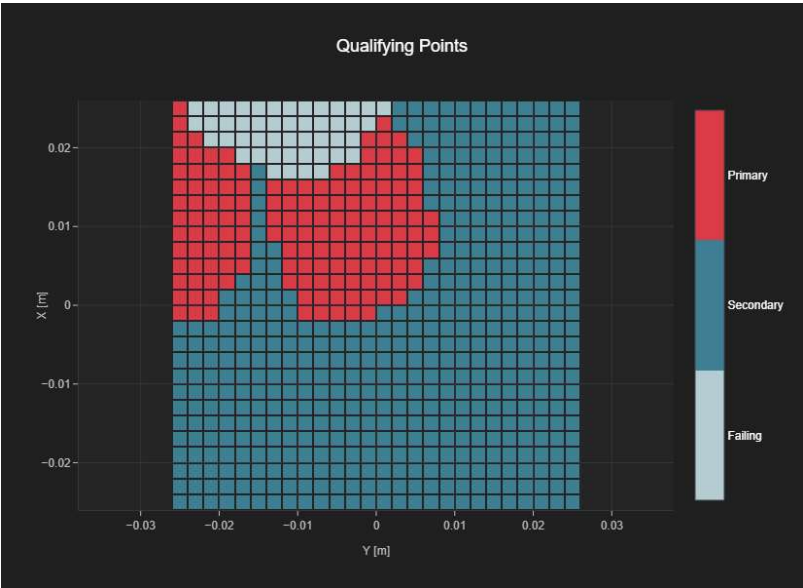 Qualifying Points
0.02
0.01
0
−0.01
−0.02
X [m]
−0.03
−0.02
−0.01
0
0.01
0.02
0.03
Y [m]
Primary
Secondary
Failing